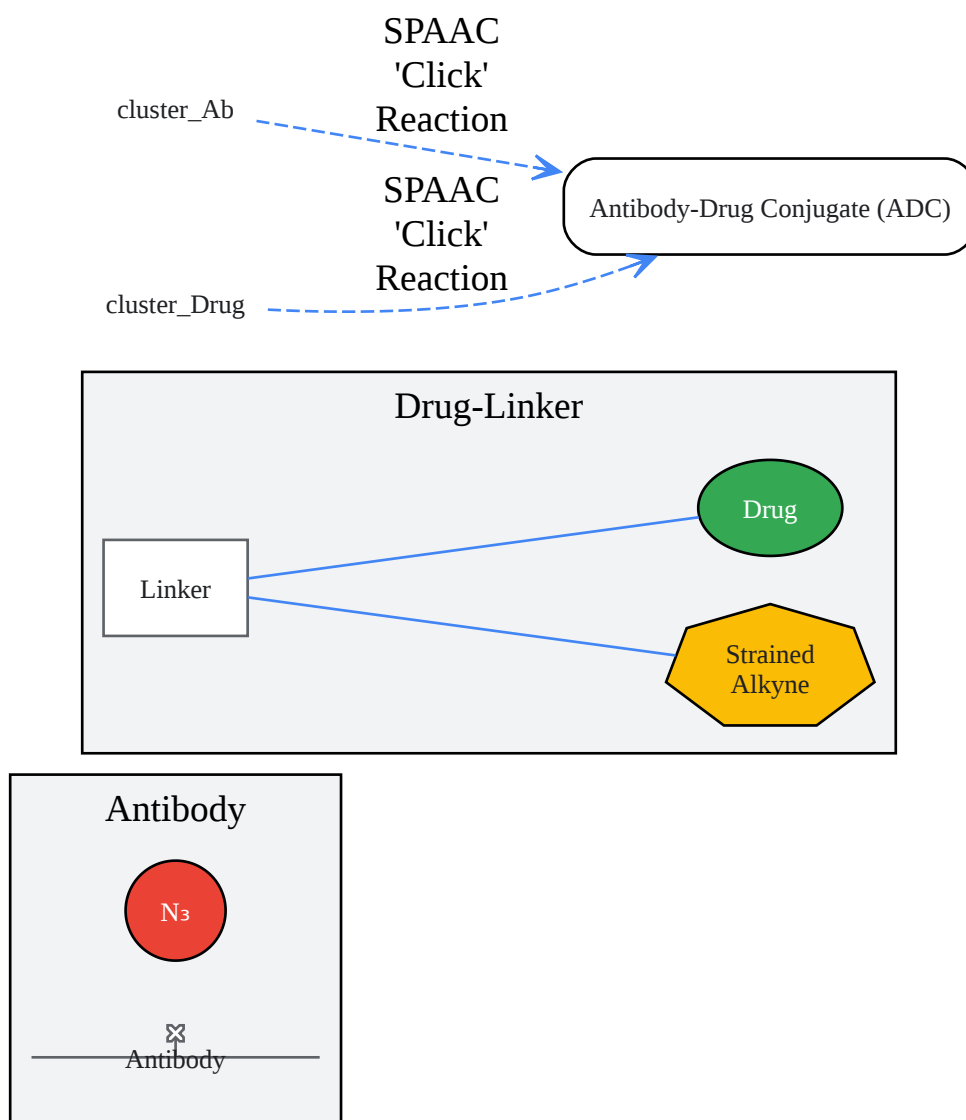 SPAAC
'Click'
Reaction
cluster_Ab
SPAAC
'Click'
Reaction
Antibody-Drug Conjugate (ADC)
cluster_Drug
Drug-Linker
Drug
Linker
Strained
Alkyne
Antibody
N₃
Antibody